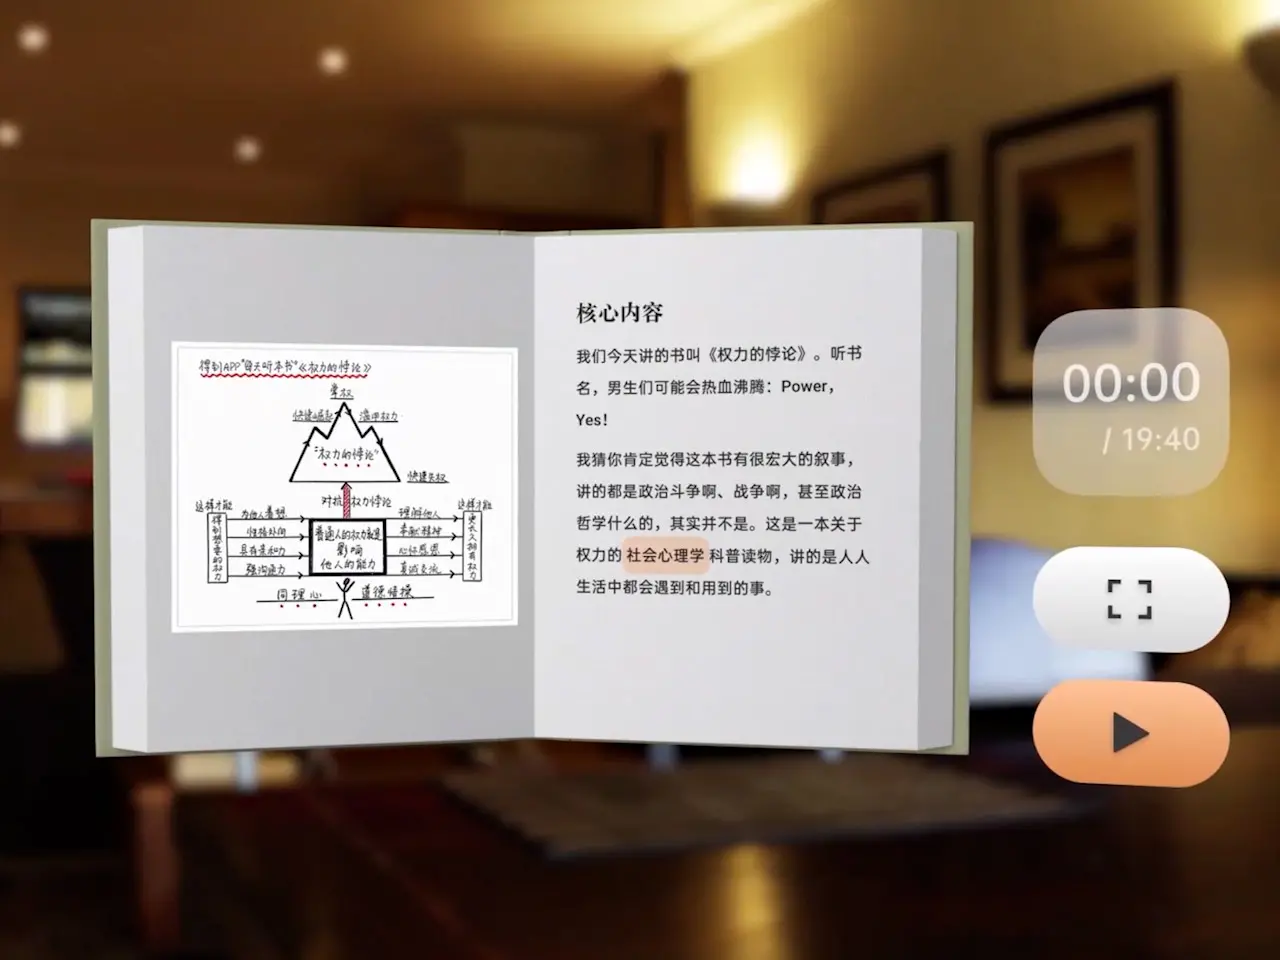 得到APP"每天听本书"《权力的悖论》
掌权
快速崛起
滥用权力
"权力的悖论"
快速失权
对抗权力悖论
这样才能
得到想要的权力
为他人着想
性格外向
具有亲和力
强沟通力
普通人的权力就是
影响
他人的能力
理解他人
奉献精神
心怀感恩
真诚交流
这样才能
更长久拥有权力
同理心
道德情操
核心内容
我们今天讲的书叫《权力的悖论》。听书
名，男生们可能会热血沸腾：Power，
Yes！
我猜你肯定觉得这本书有很宏大的叙事，
讲的都是政治斗争啊、战争啊，甚至政治
哲学什么的，其实并不是。这是一本关于
权力的 社会心理学 科普读物，讲的是人人
生活中都会遇到和用到的事。
00:00
/ 19:40